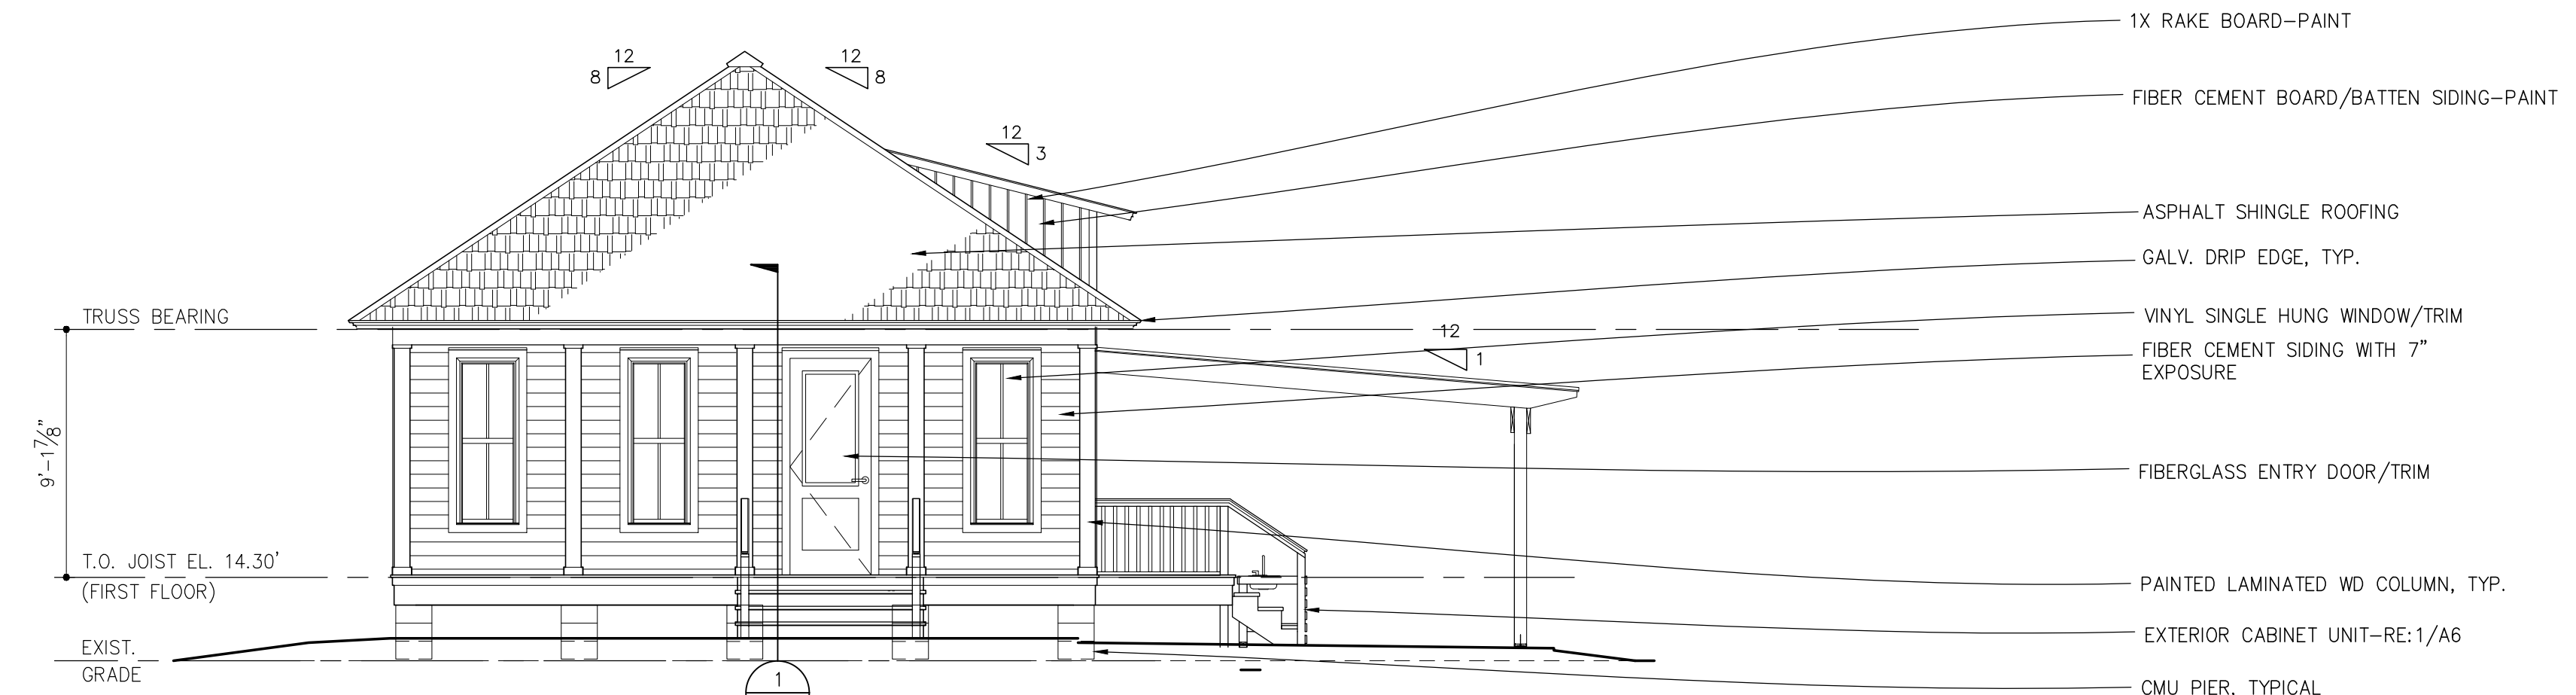 1X RAKE BOARD-PAINT
12
8
12
8
FIBER CEMENT BOARD/BATTEN SIDING-PAINT
12
3
ASPHALT SHINGLE ROOFING
GALV. DRIP EDGE, TYP.
TRUSS BEARING
VINYL SINGLE HUNG WINDOW/TRIM
12
1
FIBER CEMENT SIDING WITH 7"
EXPOSURE
9'-1 7/8"
FIBERGLASS ENTRY DOOR/TRIM
T.O. JOIST EL. 14.30'
(FIRST FLOOR)
PAINTED LAMINATED WD COLUMN, TYP.
EXTERIOR CABINET UNIT-RE:1/A6
EXIST.
GRADE
1
CMU PIER, TYPICAL